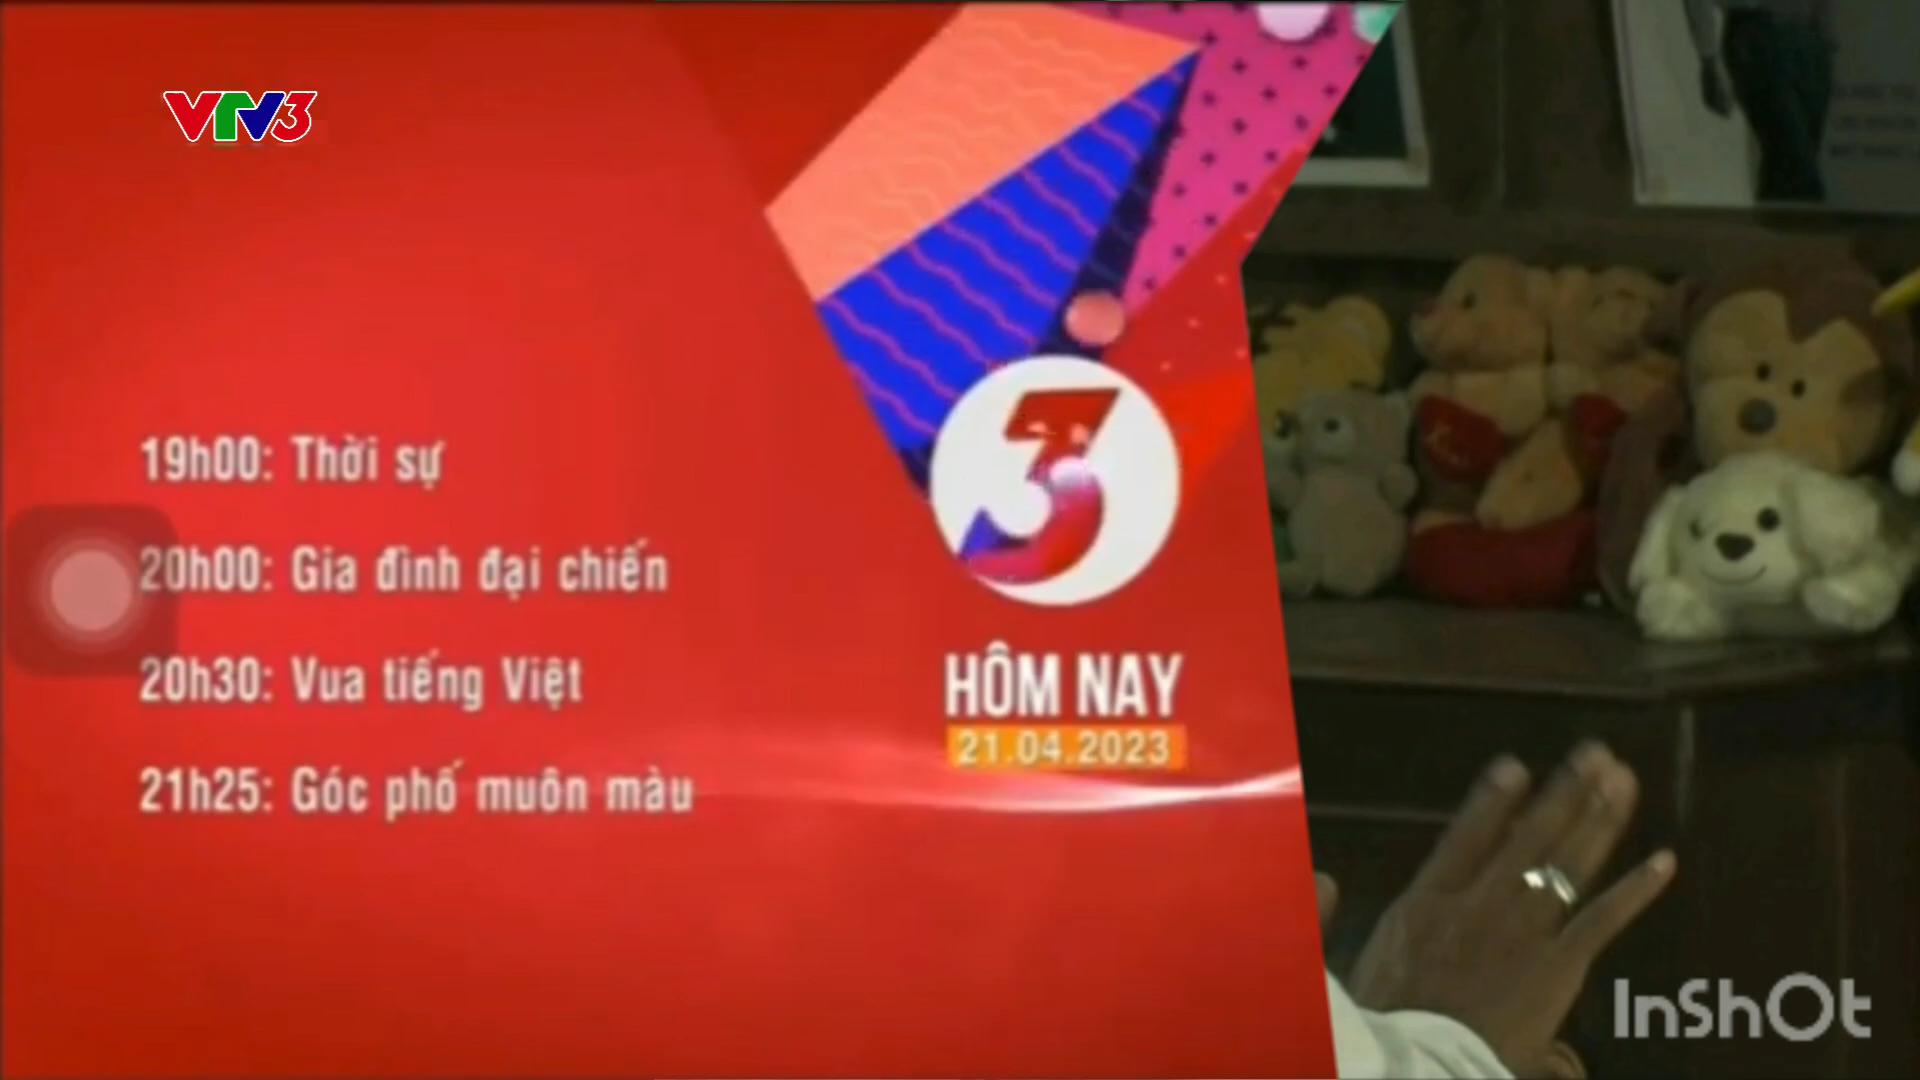 VTV3
19h00: Thời sự
20h00: Gia đình đại chiến
20h30: Vua tiếng Việt
21h25: Góc phố muôn màu
3
HÔM NAY
21.04.2023
InShOt